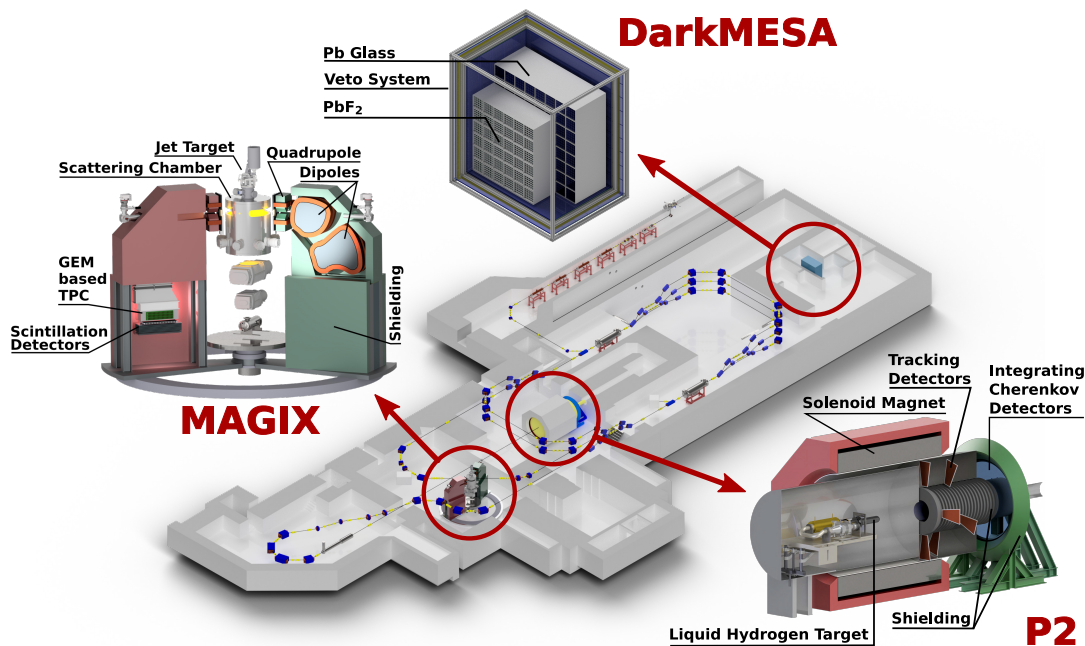 DarkMESA
Pb Glass
Veto System
PbF₂
Jet Target
Quadrupole
Scattering Chamber
Dipoles
GEM
based
TPC
Scintillation
Detectors
Shielding
MAGIX
Tracking
Detectors
Integrating
Cherenkov
Detectors
Solenoid Magnet
Shielding
Liquid Hydrogen Target
P2